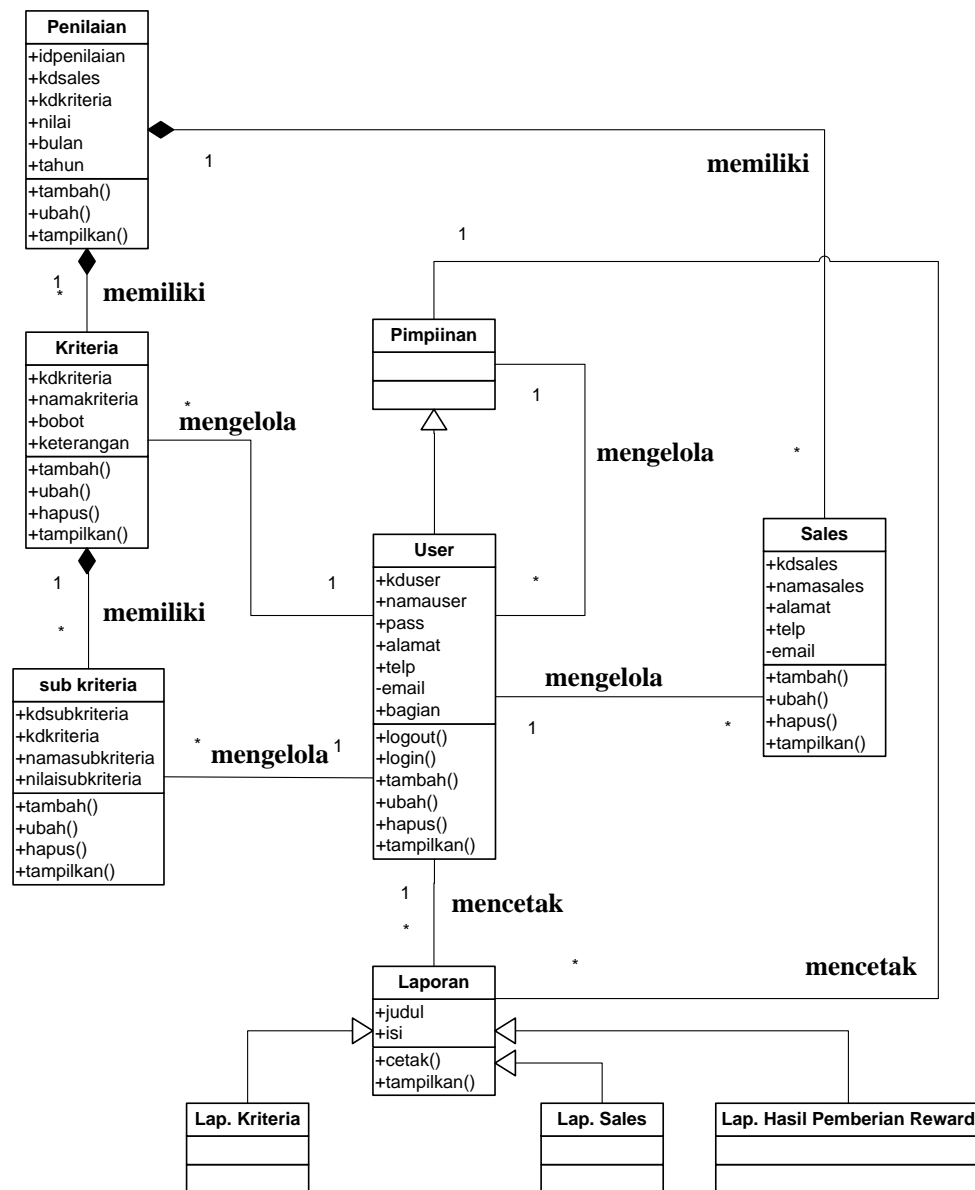 Penilaian
+idpenilaian
+kdsales
+kdkriteria
+nilai
+bulan
+tahun
+tambah()
+ubah()
+tampilkan()
1
memiliki
*
1
*
memiliki
Kriteria
+kdkriteria
+namakriteria
+bobot
+keterangan
+tambah()
+ubah()
+hapus()
+tampilkan()
*
mengelola
1
1
*
memiliki
sub kriteria
+kdsubkriteria
+kdkriteria
+namasubkriteria
+nilaisubkriteria
+tambah()
+ubah()
+hapus()
+tampilkan()
*
mengelola
1
Pimpiinan
1
mengelola
*
1
User
+kduser
+namauser
+pass
+alamat
+telp
-email
+bagian
+logout()
+login()
+tambah()
+ubah()
+hapus()
+tampilkan()
mengelola
1
*
Sales
+kdsales
+namasales
+alamat
+telp
-email
+tambah()
+ubah()
+hapus()
+tampilkan()
1
mencetak
*
*
mencetak
Laporan
+judul
+isi
+cetak()
+tampilkan()
Lap. Kriteria
Lap. Sales
Lap. Hasil Pemberian Reward